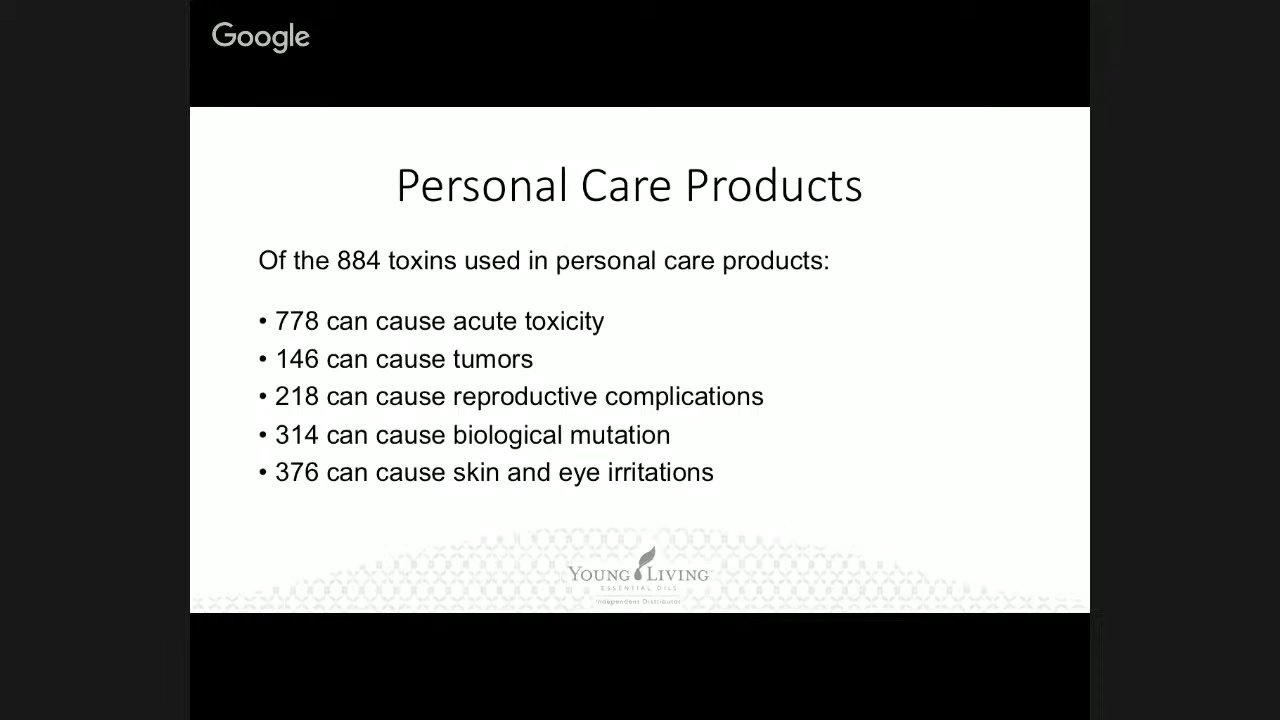 Google
Personal Care Products
Of the 884 toxins used in personal care products:
• 778 can cause acute toxicity
• 146 can cause tumors
• 218 can cause reproductive complications
• 314 can cause biological mutation
• 376 can cause skin and eye irritations
YOUNG LIVING
ESSENTIAL OILS
Independent Distributor